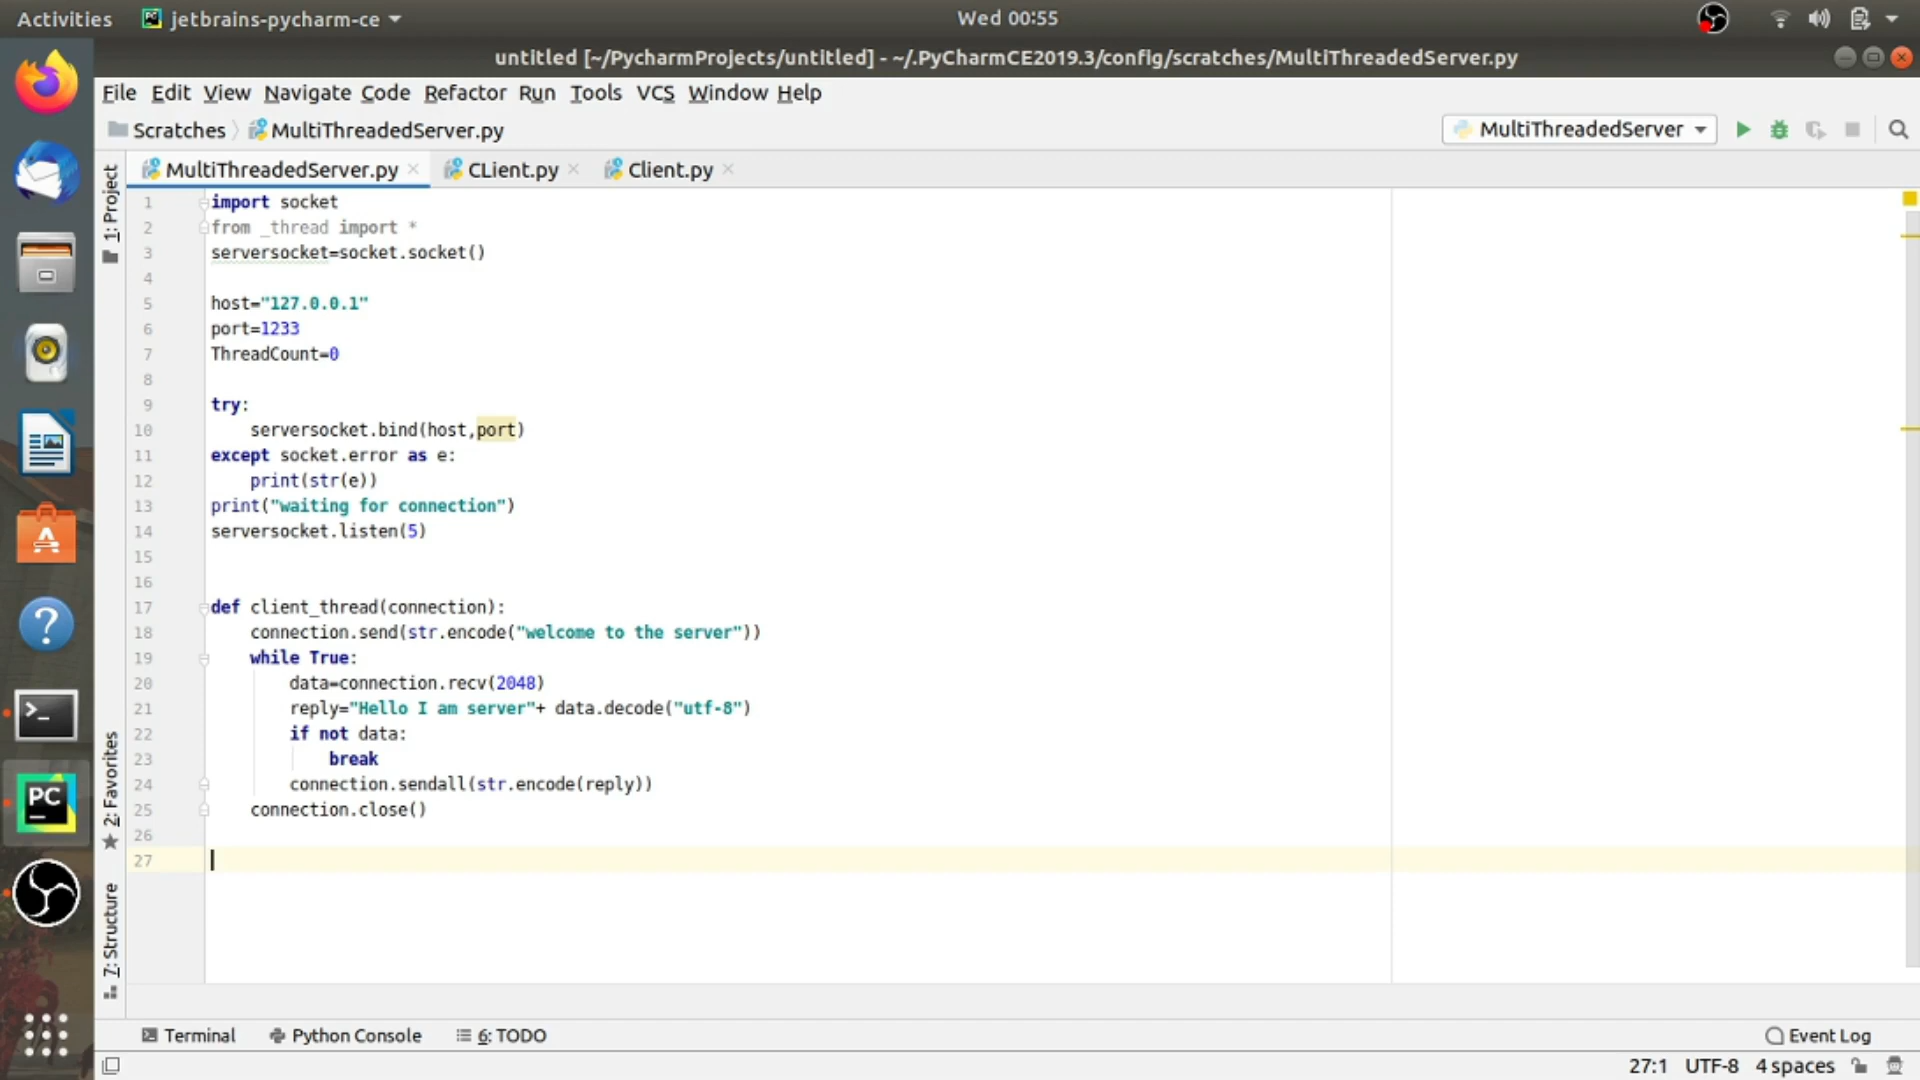 Activities jetbrains-pycharm-ce Wed 00:55
untitled [~/PycharmProjects/untitled] - ~/.PyCharmCE2019.3/config/scratches/MultiThreadedServer.py
File Edit View Navigate Code Refactor Run Tools VCS Window Help
Scratches MultiThreadedServer.py MultiThreadedServer
MultiThreadedServer.py CLient.py Client.py
1: Project
2: Favorites
7: Structure
1 import socket
2 from _thread import *
3 serversocket=socket.socket()
4
5 host="127.0.0.1"
6 port=1233
7 ThreadCount=0
8
9 try:
10     serversocket.bind(host,port)
11 except socket.error as e:
12     print(str(e))
13 print("waiting for connection")
14 serversocket.listen(5)
15
16
17 def client_thread(connection):
18     connection.send(str.encode("welcome to the server"))
19     while True:
20         data=connection.recv(2048)
21         reply="Hello I am server"+ data.decode("utf-8")
22         if not data:
23             break
24         connection.sendall(str.encode(reply))
25     connection.close()
26
27
Terminal Python Console 6: TODO Event Log
27:1 UTF-8 4 spaces
PC